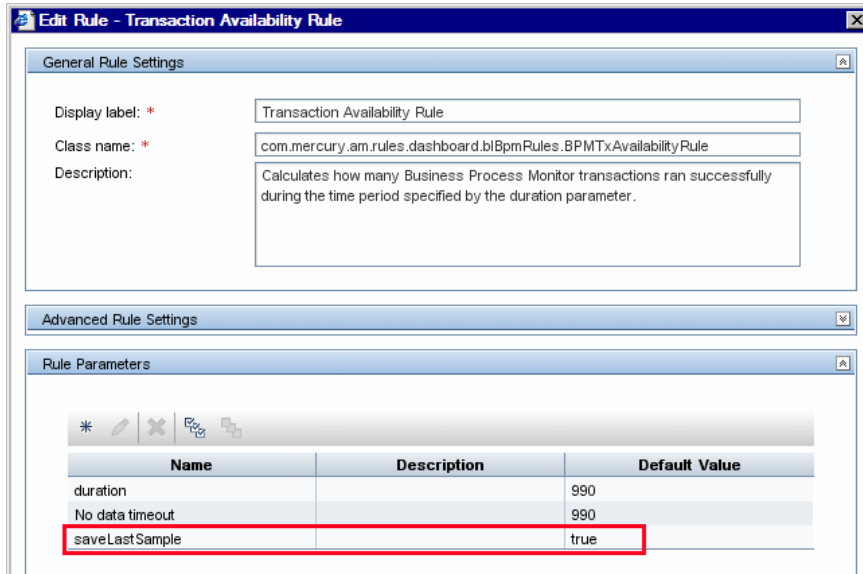 Edit Rule - Transaction Availability Rule
General Rule Settings
Display label: * Transaction Availability Rule
Class name: * com.mercury.am.rules.dashboard.blBpmRules.BPMTxAvailabilityRule
Description: Calculates how many Business Process Monitor transactions ran successfully
during the time period specified by the duration parameter.
Advanced Rule Settings
Rule Parameters
Name Description Default Value
duration 990
No data timeout 990
saveLastSample true